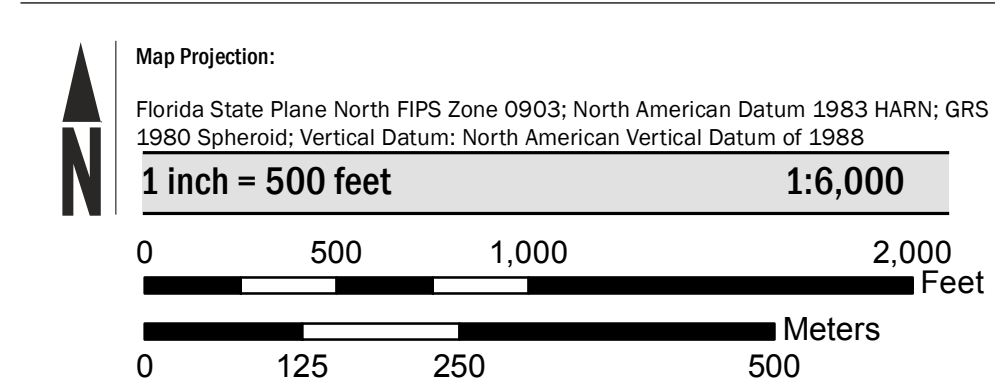 Map Projection:
Florida State Plane North FIPS Zone 0903; North American Datum 1983 HARN; GRS
1980 Spheroid; Vertical Datum: North American Vertical Datum of 1988
N
1 inch = 500 feet 1:6,000
0 500 1,000 2,000
Feet
Meters
0 125 250 500